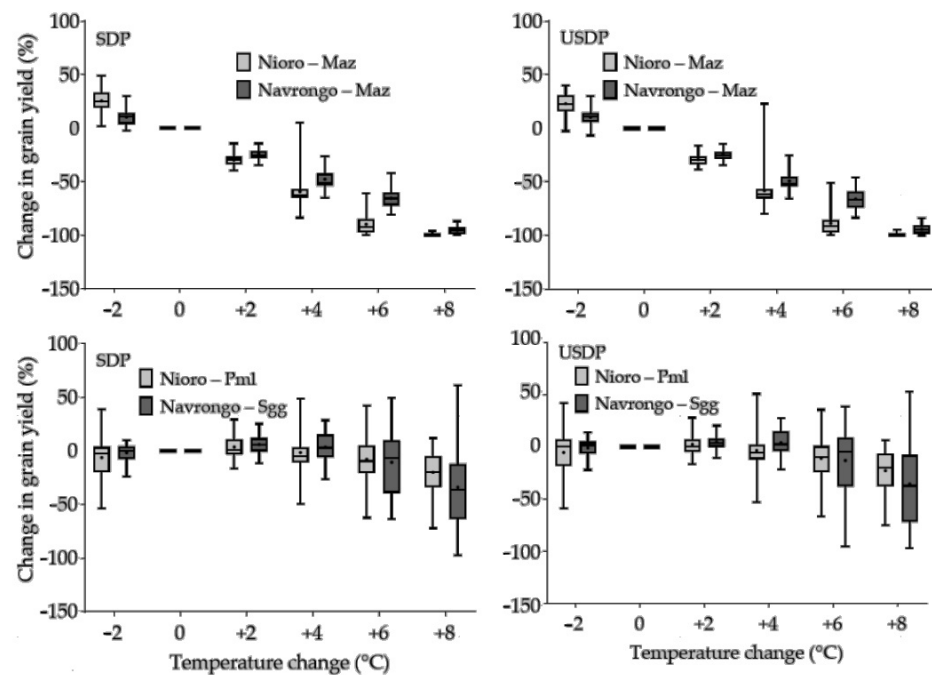 Change in grain yield (%)
100
50
0
-50
-100
-150
SDP
Nioro – Maz
Navrongo – Maz
-2 0 +2 +4 +6 +8
100
50
0
-50
-100
-150
USDP
Nioro – Maz
Navrongo – Maz
-2 0 +2 +4 +6 +8
Change in grain yield (%)
100
50
0
-50
-100
-150
SDP
Nioro – Pml
Navrongo – Sgg
-2 0 +2 +4 +6 +8
Temperature change (°C)
100
50
0
-50
-100
-150
USDP
Nioro – Pml
Navrongo – Sgg
-2 0 +2 +4 +6 +8
Temperature change (°C)